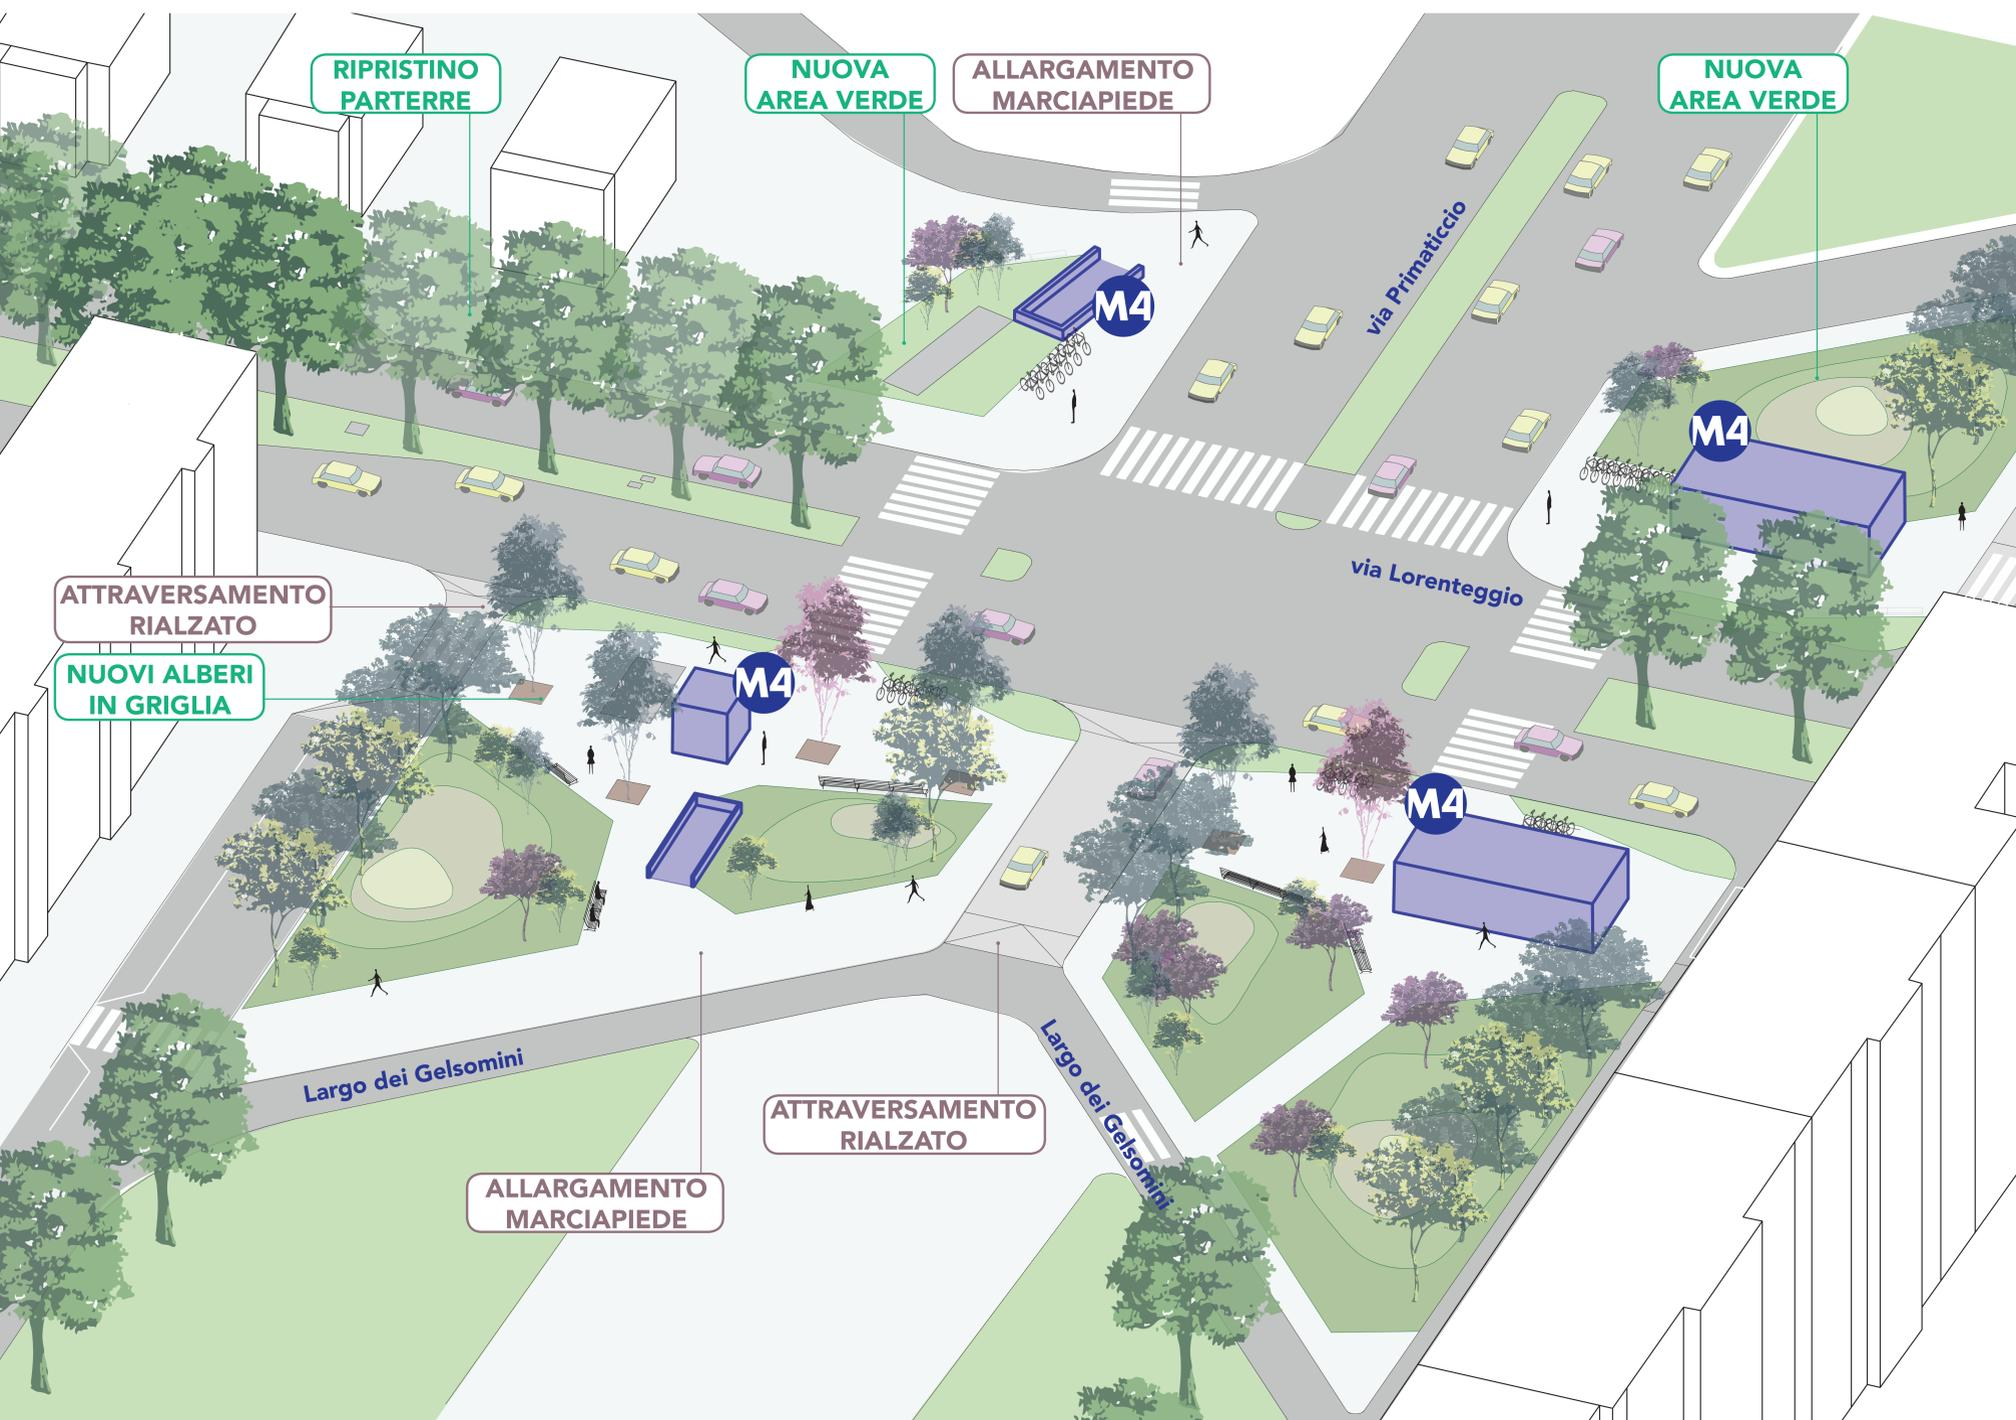 RIPRISTINO
PARTERRE
NUOVA
AREA VERDE
ALLARGAMENTO
MARCIAPIEDE
NUOVA
AREA VERDE
via Primaticcio
M4
M4
via Lorenteggio
ATTRAVERSAMENTO
RIALZATO
NUOVI ALBERI
IN GRIGLIA
M4
M4
Largo dei Gelsomini
Largo dei Gelsomini
ATTRAVERSAMENTO
RIALZATO
ALLARGAMENTO
MARCIAPIEDE